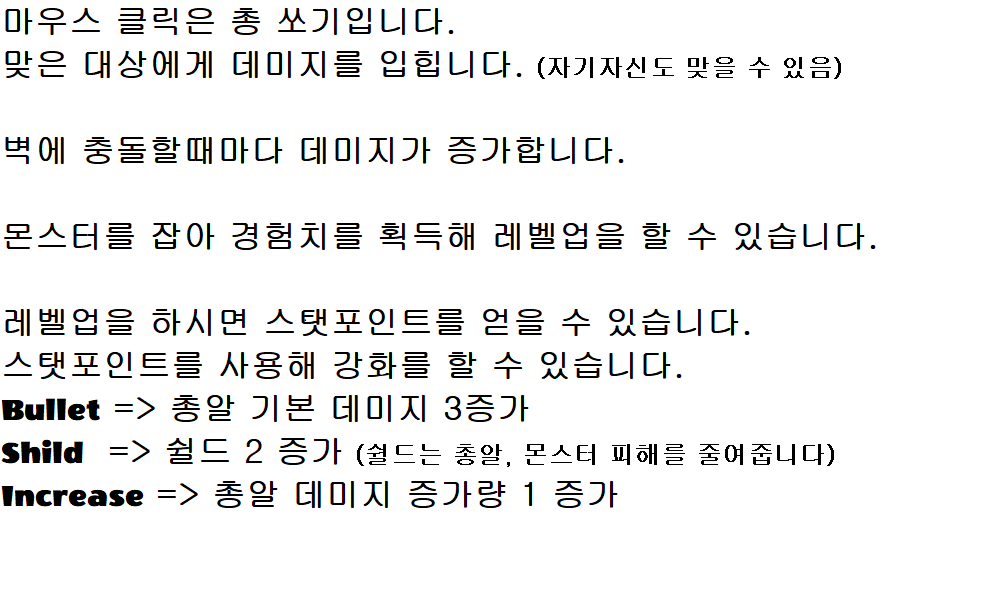 마우스 클릭은 총 쏘기입니다.
맞은 대상에게 데미지를 입힙니다. (자기자신도 맞을 수 있음)
벽에 충돌할때마다 데미지가 증가합니다.
몬스터를 잡아 경험치를 획득해 레벨업을 할 수 있습니다.
레벨업을 하시면 스탯포인트를 얻을 수 있습니다.
스탯포인트를 사용해 강화를 할 수 있습니다.
Bullet => 총알 기본 데미지 3증가
Shild => 쉴드 2 증가 (쉴드는 총알, 몬스터 피해를 줄여줍니다)
Increase => 총알 데미지 증가량 1 증가